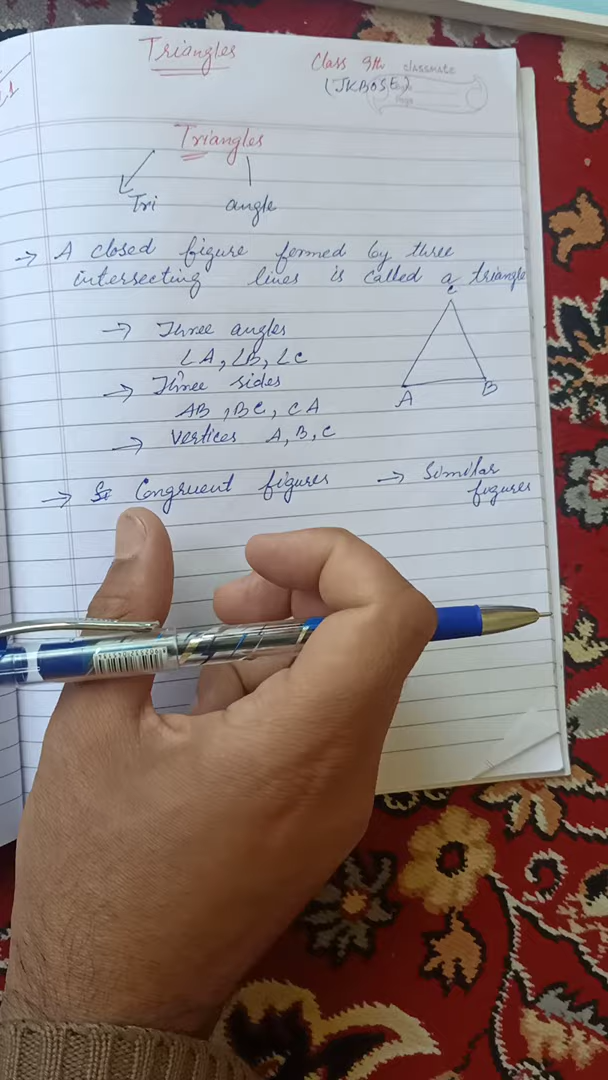 Triangles
Class 9th
classmate
(JKBOSE)
Page
Triangles
Tri angle
→ A closed figure formed by three
intersecting lines is called a triangle
→ Three angles
∠A, ∠B, ∠C
→ Three sides
AB, BC, CA
→ Vertices A, B, C
C
A B
→ Congruent figures → Similar
figures